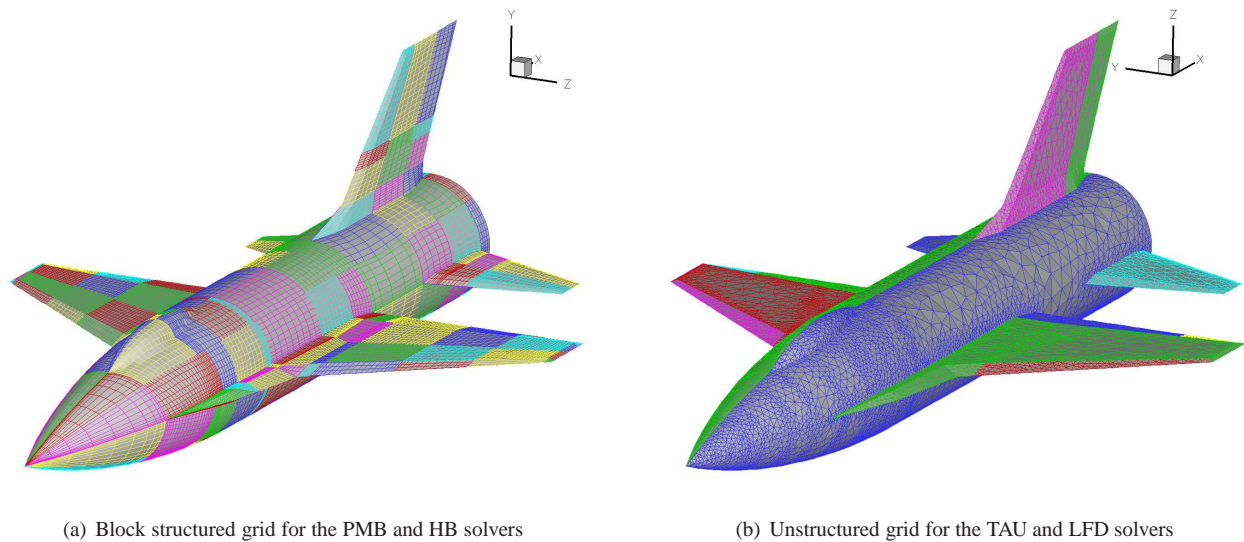 Y
X
Z
Z
Y
X
(a) Block structured grid for the PMB and HB solvers
(b) Unstructured grid for the TAU and LFD solvers